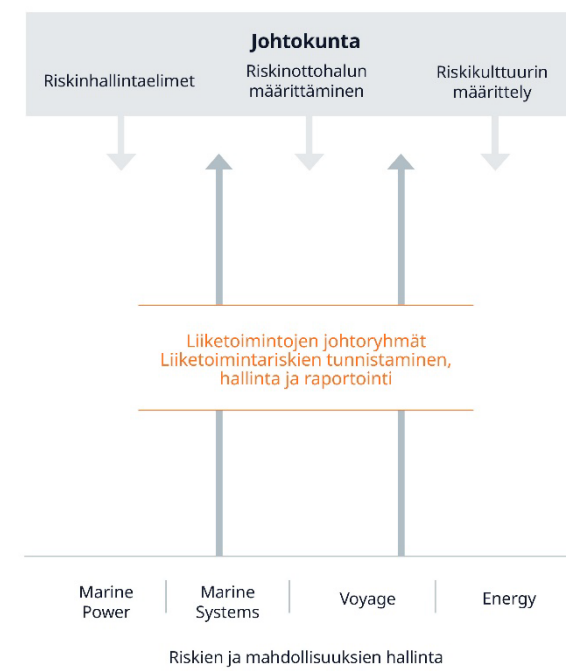 Johtokunta
Riskinhallintaelimet
Riskinottohalun
määrittäminen
Riskikulttuurin
määrittely
Liiketoimintojen johtoryhmät
Liiketoimintariskien tunnistaminen,
hallinta ja raportointi
Marine
Power
Marine
Systems
Voyage
Energy
Riskien ja mahdollisuuksien hallinta